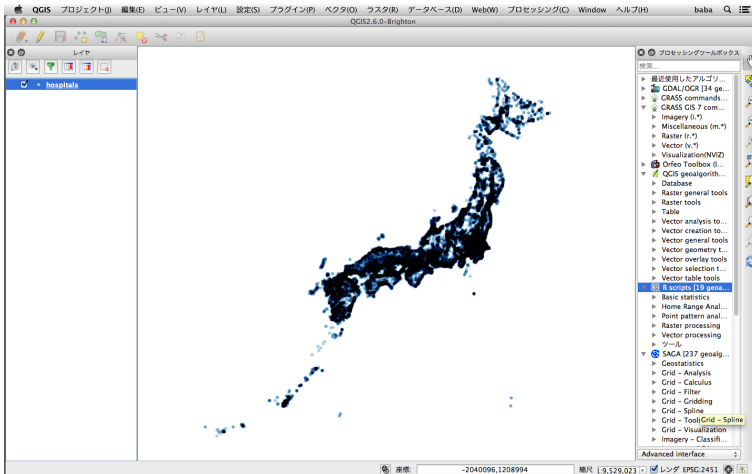 QGIS プロジェクト(J) 編集(E) ビュー(V) レイヤ(L) 設定(S) プラグイン(P) ベクタ(O) ラスタ(R) データベース(D) Web(W) プロセッシング(C) Window ヘルプ(H) baba
QGIS2.6.0-Brighton
レイヤ
hospitals
プロセッシングツールボックス
検索...
最近使用したアルゴリ...
GDAL/OGR [34 ge...
GRASS commands...
GRASS GIS 7 com...
Imagery (i.*)
Miscellaneous (m.*)
Raster (r.*)
Vector (v.*)
Visualization(NVIZ)
Orfeo Toolbox (I...
QGIS geoalgorith...
Database
Raster general tools
Raster tools
Table
Vector analysis to...
Vector creation to...
Vector general tools
Vector geometry t...
Vector overlay tools
Vector selection t...
Vector table tools
R scripts [19 geoa...
Basic statistics
Home Range Anal...
Point pattern anal...
Raster processing
Vector processing
ツール
SAGA [237 geoalg...
Geostatistics
Grid - Analysis
Grid - Calculus
Grid - Filter
Grid - Gridding
Grid - Spline
Grid - Tools
Grid - Spline
Grid - Visualization
Imagery - Classifi...
Advanced interface
座標: -2040096,1208994 縮尺 1:9,529,023 レンダ EPSG:2451